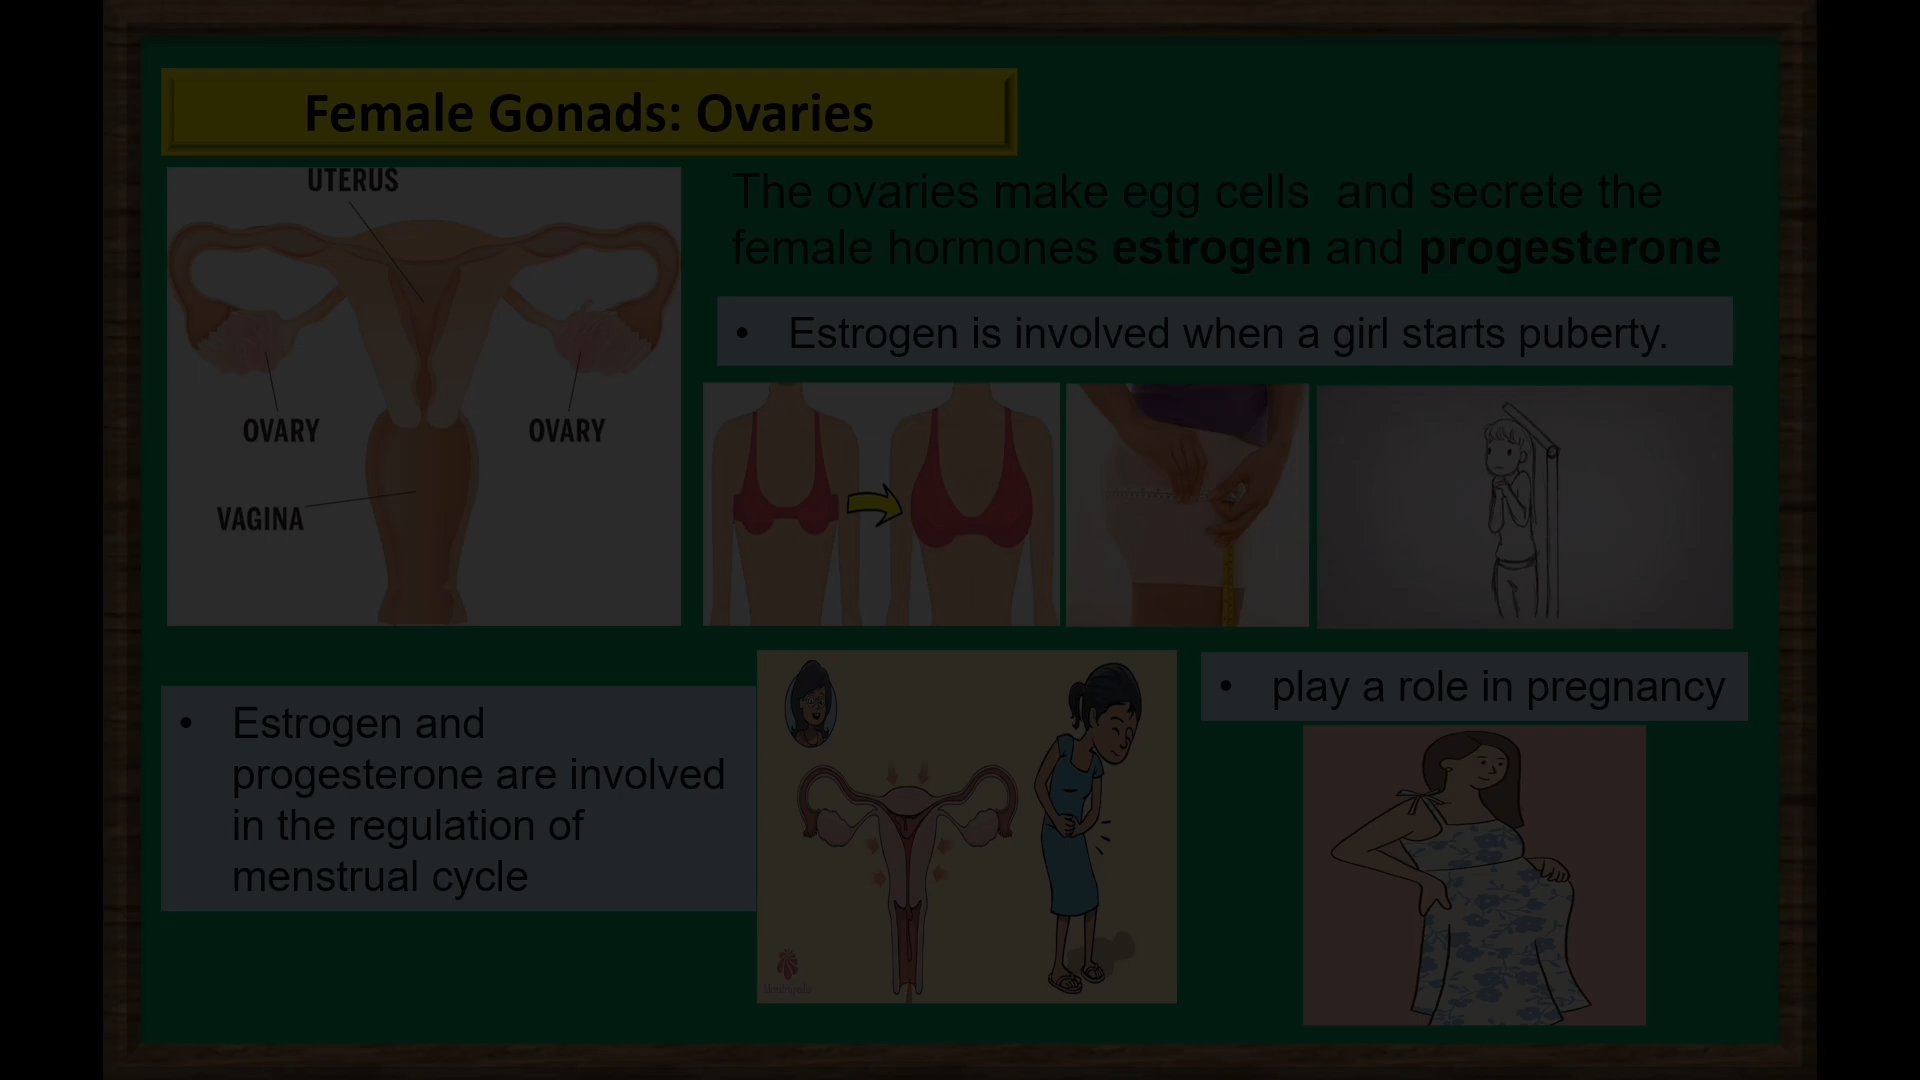 Female Gonads: Ovaries
UTERUS
OVARY
OVARY
VAGINA
The ovaries make egg cells and secrete the
female hormones estrogen and progesterone
• Estrogen is involved when a girl starts puberty.
• Estrogen and
progesterone are involved
in the regulation of
menstrual cycle
• play a role in pregnancy